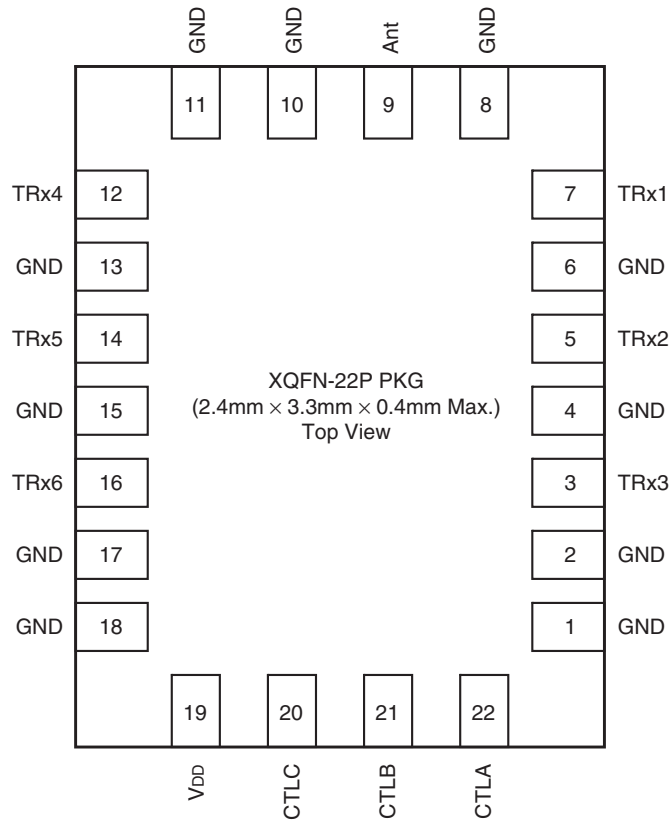 GND
GND
Ant
GND
11
10
9
8
TRx4 12
7 TRx1
GND 13
6 GND
TRx5 14
5 TRx2
XQFN-22P PKG
(2.4mm × 3.3mm × 0.4mm Max.)
Top View
GND 15
4 GND
TRx6 16
3 TRx3
GND 17
2 GND
GND 18
1 GND
19
20
21
22
VDD
CTLC
CTLB
CTLA